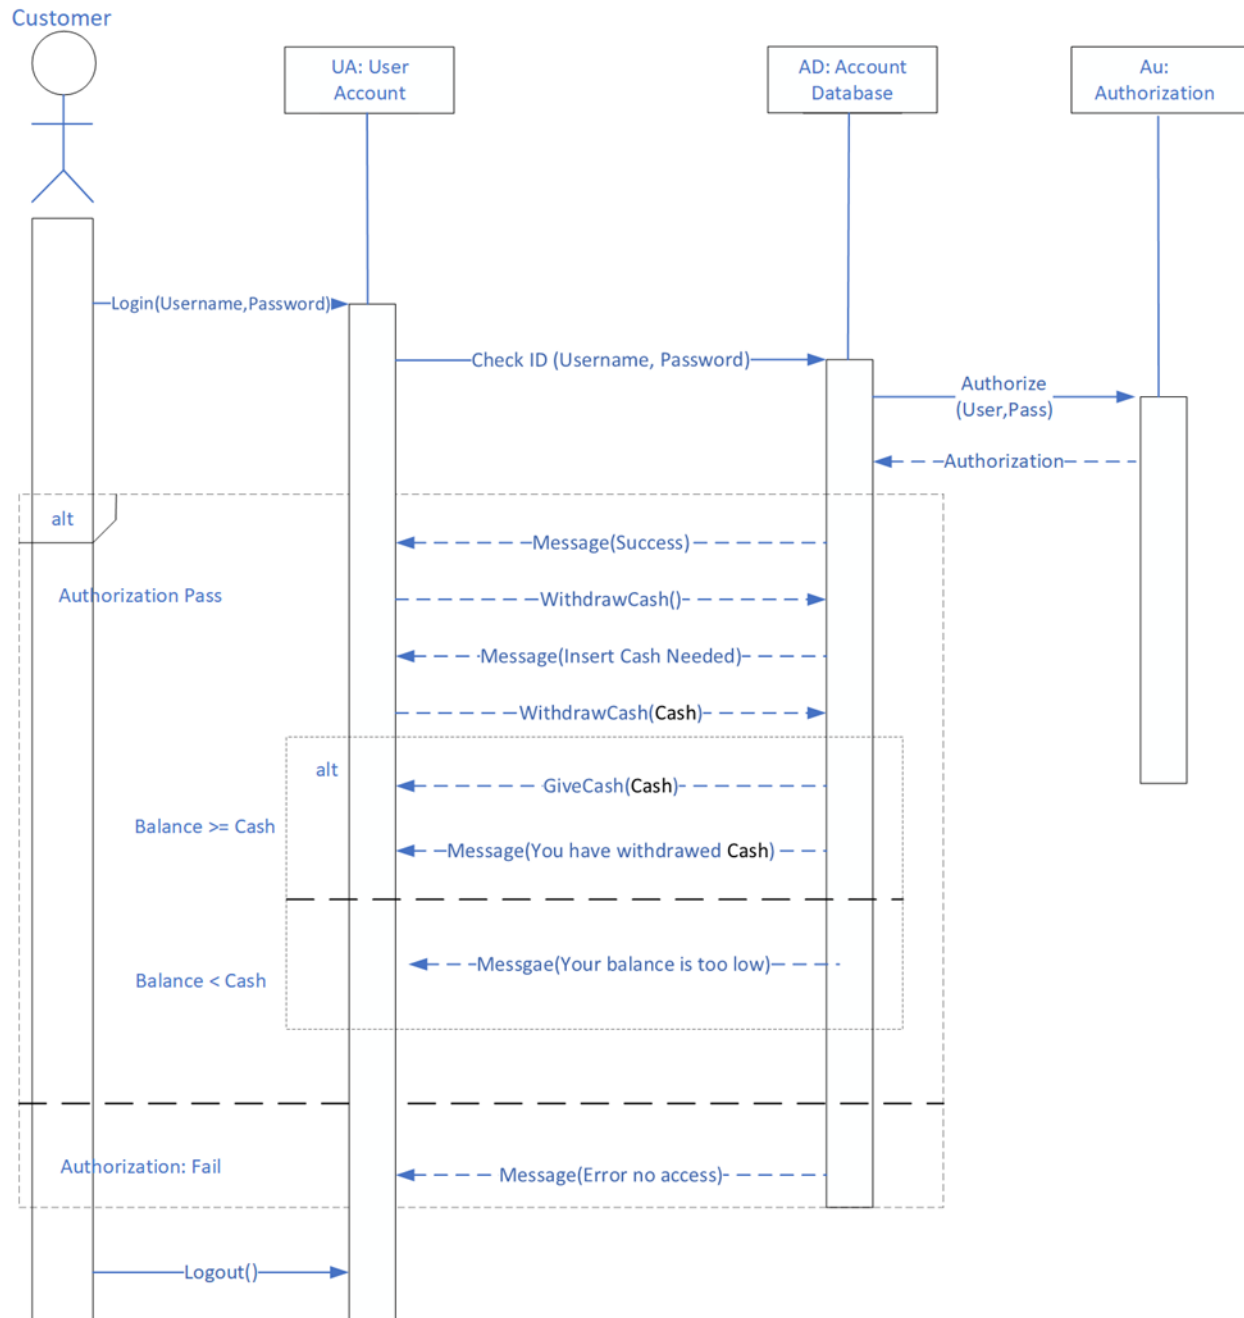 Customer
UA: User
Account
AD: Account
Database
Au:
Authorization
Login(Username,Password)
Check ID (Username, Password)
Authorize
(User,Pass)
Authorization
alt
Message(Success)
Authorization Pass
WithdrawCash()
Message(Insert Cash Needed)
WithdrawCash(Cash)
alt
GiveCash(Cash)
Balance >= Cash
Message(You have withdrawed Cash)
Messgae(Your balance is too low)
Balance < Cash
Authorization: Fail
Message(Error no access)
Logout()